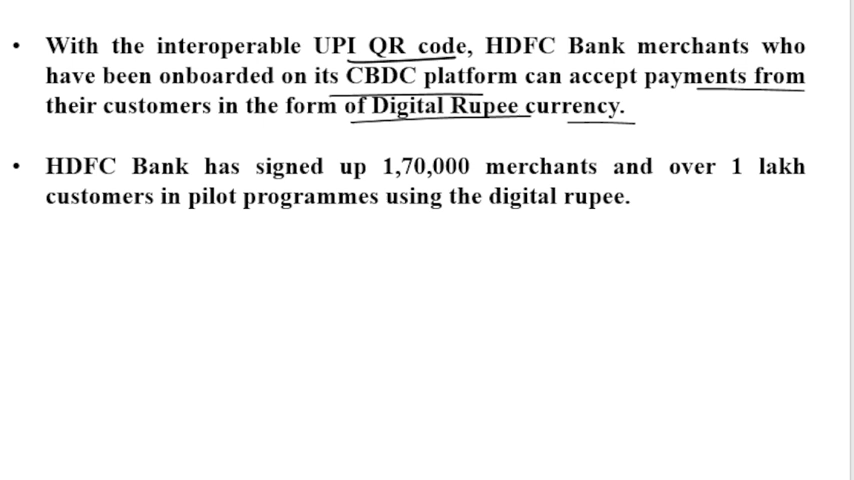 • With the interoperable UPI QR code, HDFC Bank merchants who
have been onboarded on its CBDC platform can accept payments from
their customers in the form of Digital Rupee currency.
• HDFC Bank has signed up 1,70,000 merchants and over 1 lakh
customers in pilot programmes using the digital rupee.